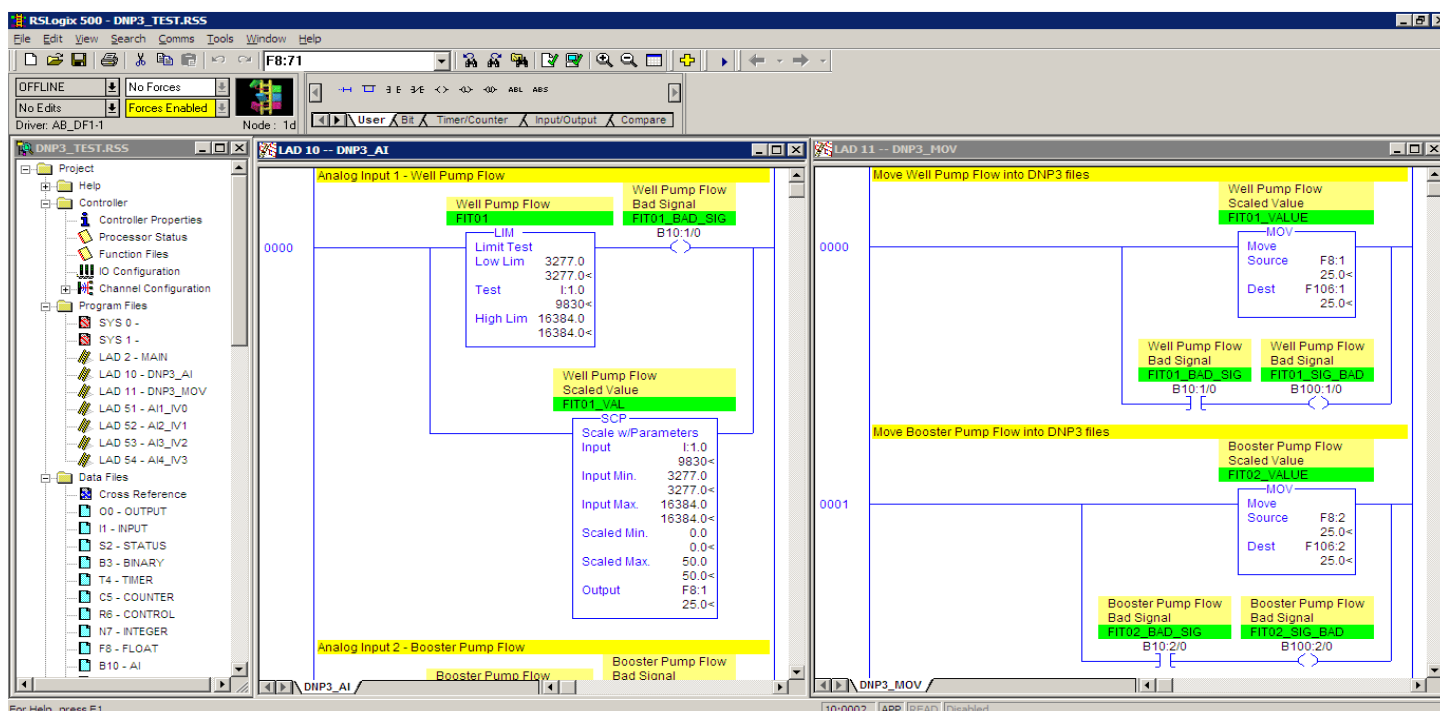 RSLogix 500 - DNP3_TEST.RSS
File Edit View Search Comms Tools Window Help
F8:71
OFFLINE No Forces
No Edits Forces Enabled
Driver: AB_DF1-1 Node : 1d
ABL ABS
User Bit Timer/Counter Input/Output Compare
DNP3_TEST.RSS
Project
Help
Controller
Controller Properties
Processor Status
Function Files
IO Configuration
Channel Configuration
Program Files
SYS 0 -
SYS 1 -
LAD 2 - MAIN
LAD 10 - DNP3_AI
LAD 11 - DNP3_MOV
LAD 51 - AI1_IV0
LAD 52 - AI2_IV1
LAD 53 - AI3_IV2
LAD 54 - AI4_IV3
Data Files
Cross Reference
O0 - OUTPUT
I1 - INPUT
S2 - STATUS
B3 - BINARY
T4 - TIMER
C5 - COUNTER
R6 - CONTROL
N7 - INTEGER
F8 - FLOAT
B10 - AI
LAD 10 -- DNP3_AI
Analog Input 1 - Well Pump Flow
Well Pump Flow
FIT01
Well Pump Flow
Bad Signal
FIT01_BAD_SIG
B10:1/0
0000
LIM
Limit Test
Low Lim 3277.0
3277.0<
Test I:1.0
9830<
High Lim 16384.0
16384.0<
Well Pump Flow
Scaled Value
FIT01_VAL
SCP
Scale w/Parameters
Input I:1.0
9830<
Input Min. 3277.0
3277.0<
Input Max. 16384.0
16384.0<
Scaled Min. 0.0
0.0<
Scaled Max. 50.0
50.0<
Output F8:1
25.0<
Analog Input 2 - Booster Pump Flow
Booster Pump Flow
Booster Pump Flow
Bad Signal
DNP3_AI
LAD 11 -- DNP3_MOV
Move Well Pump Flow into DNP3 files
Well Pump Flow
Scaled Value
FIT01_VALUE
0000
MOV
Move
Source F8:1
25.0<
Dest F106:1
25.0<
Well Pump Flow
Bad Signal
FIT01_BAD_SIG
B10:1/0
Well Pump Flow
Bad Signal
FIT01_SIG_BAD
B100:1/0
Move Booster Pump Flow into DNP3 files
Booster Pump Flow
Scaled Value
FIT02_VALUE
0001
MOV
Move
Source F8:2
25.0<
Dest F106:2
25.0<
Booster Pump Flow
Bad Signal
FIT02_BAD_SIG
B10:2/0
Booster Pump Flow
Bad Signal
FIT02_SIG_BAD
B100:2/0
DNP3_MOV
For Help, press F1
10:0002 APP READ Disabled